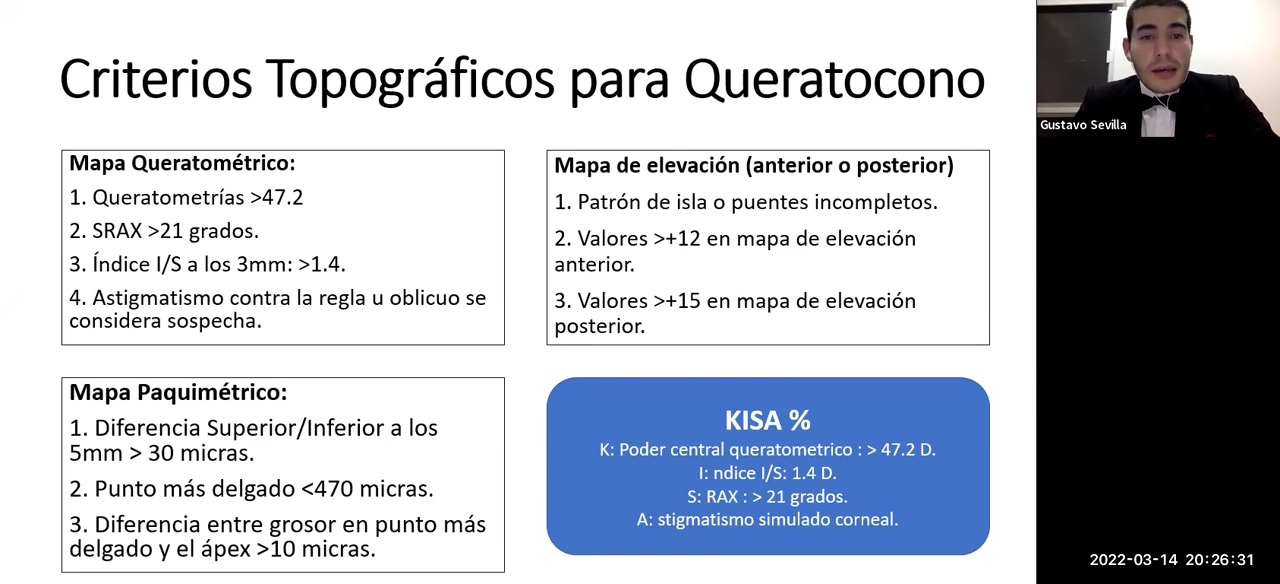 Criterios Topográficos para Queratocono
Mapa Queratométrico:
1. Queratometrías >47.2
2. SRAX >21 grados.
3. Índice I/S a los 3mm: >1.4.
4. Astigmatismo contra la regla u oblicuo se
considera sospecha.
Mapa de elevación (anterior o posterior)
1. Patrón de isla o puentes incompletos.
2. Valores >+12 en mapa de elevación
anterior.
3. Valores >+15 en mapa de elevación
posterior.
Mapa Paquimétrico:
1. Diferencia Superior/Inferior a los
5mm > 30 micras.
2. Punto más delgado <470 micras.
3. Diferencia entre grosor en punto más
delgado y el ápex >10 micras.
KISA %
K: Poder central queratometrico : > 47.2 D.
I: ndice I/S: 1.4 D.
S: RAX : > 21 grados.
A: stigmatismo simulado corneal.
Gustavo Sevilla
2022-03-14 20:26:31